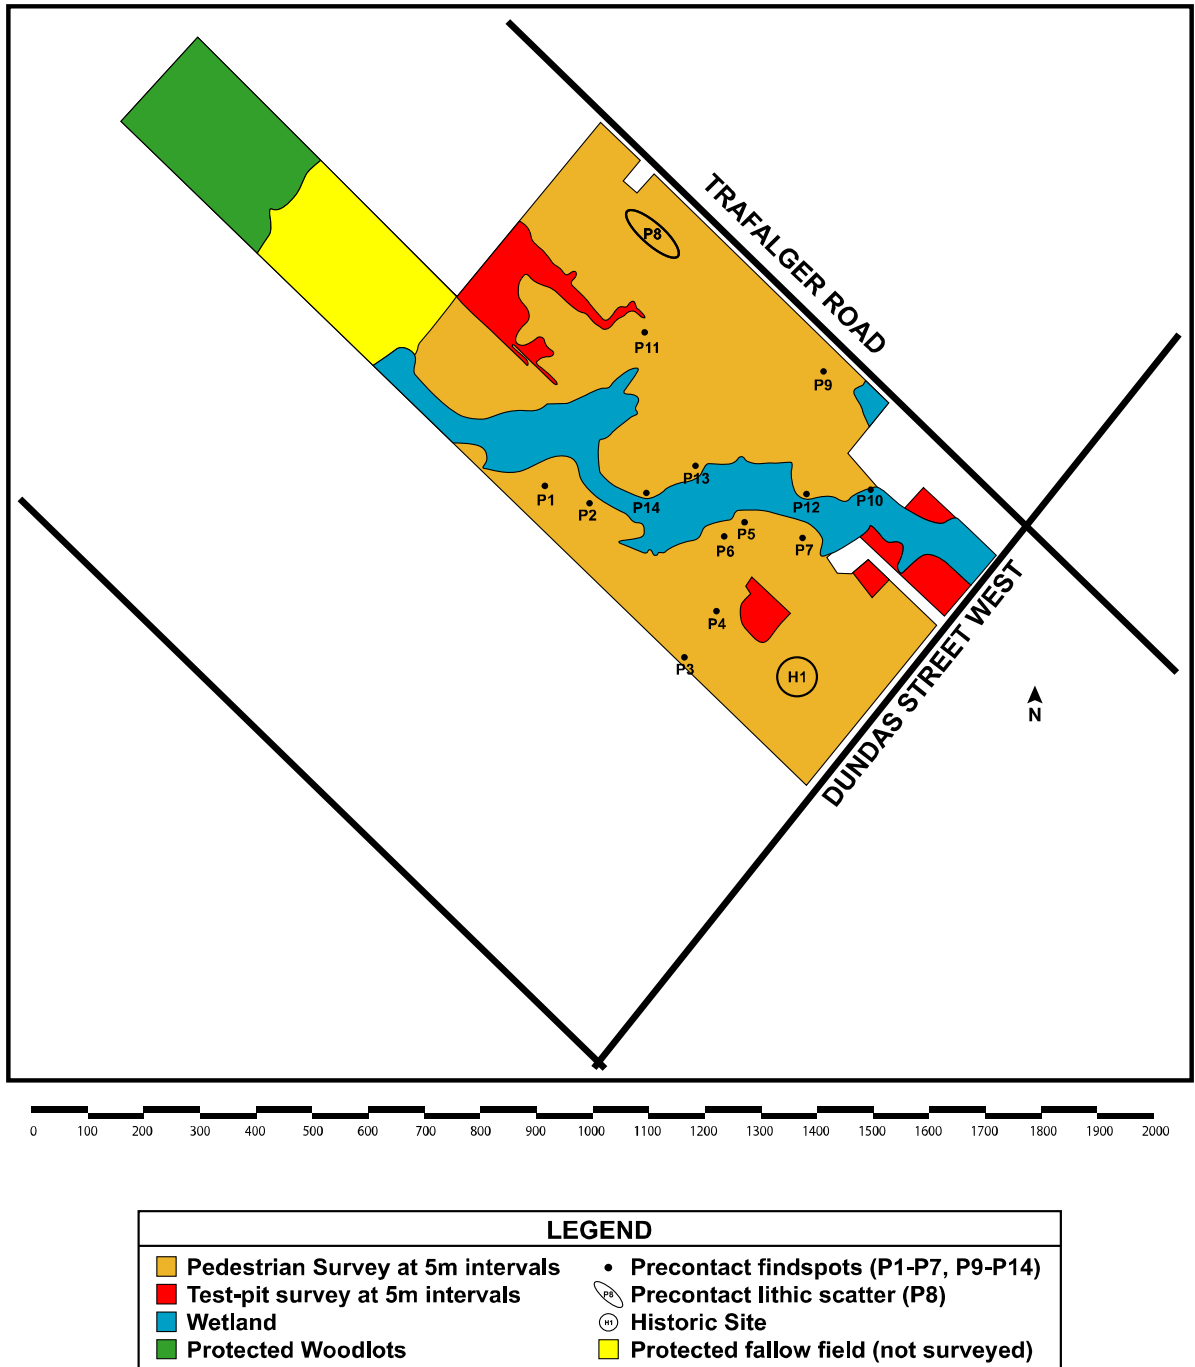 TRAFALGER ROAD
P8
P11
P9
P13
P1
P2
P14
P12
P10
P5
P6
P7
P4
P3
H1
DUNDAS STREET WEST
N
0 100 200 300 400 500 600 700 800 900 1000 1100 1200 1300 1400 1500 1600 1700 1800 1900 2000
LEGEND
Pedestrian Survey at 5m intervals
Precontact findspots (P1-P7, P9-P14)
Test-pit survey at 5m intervals
P8 Precontact lithic scatter (P8)
Wetland
H1 Historic Site
Protected Woodlots
Protected fallow field (not surveyed)